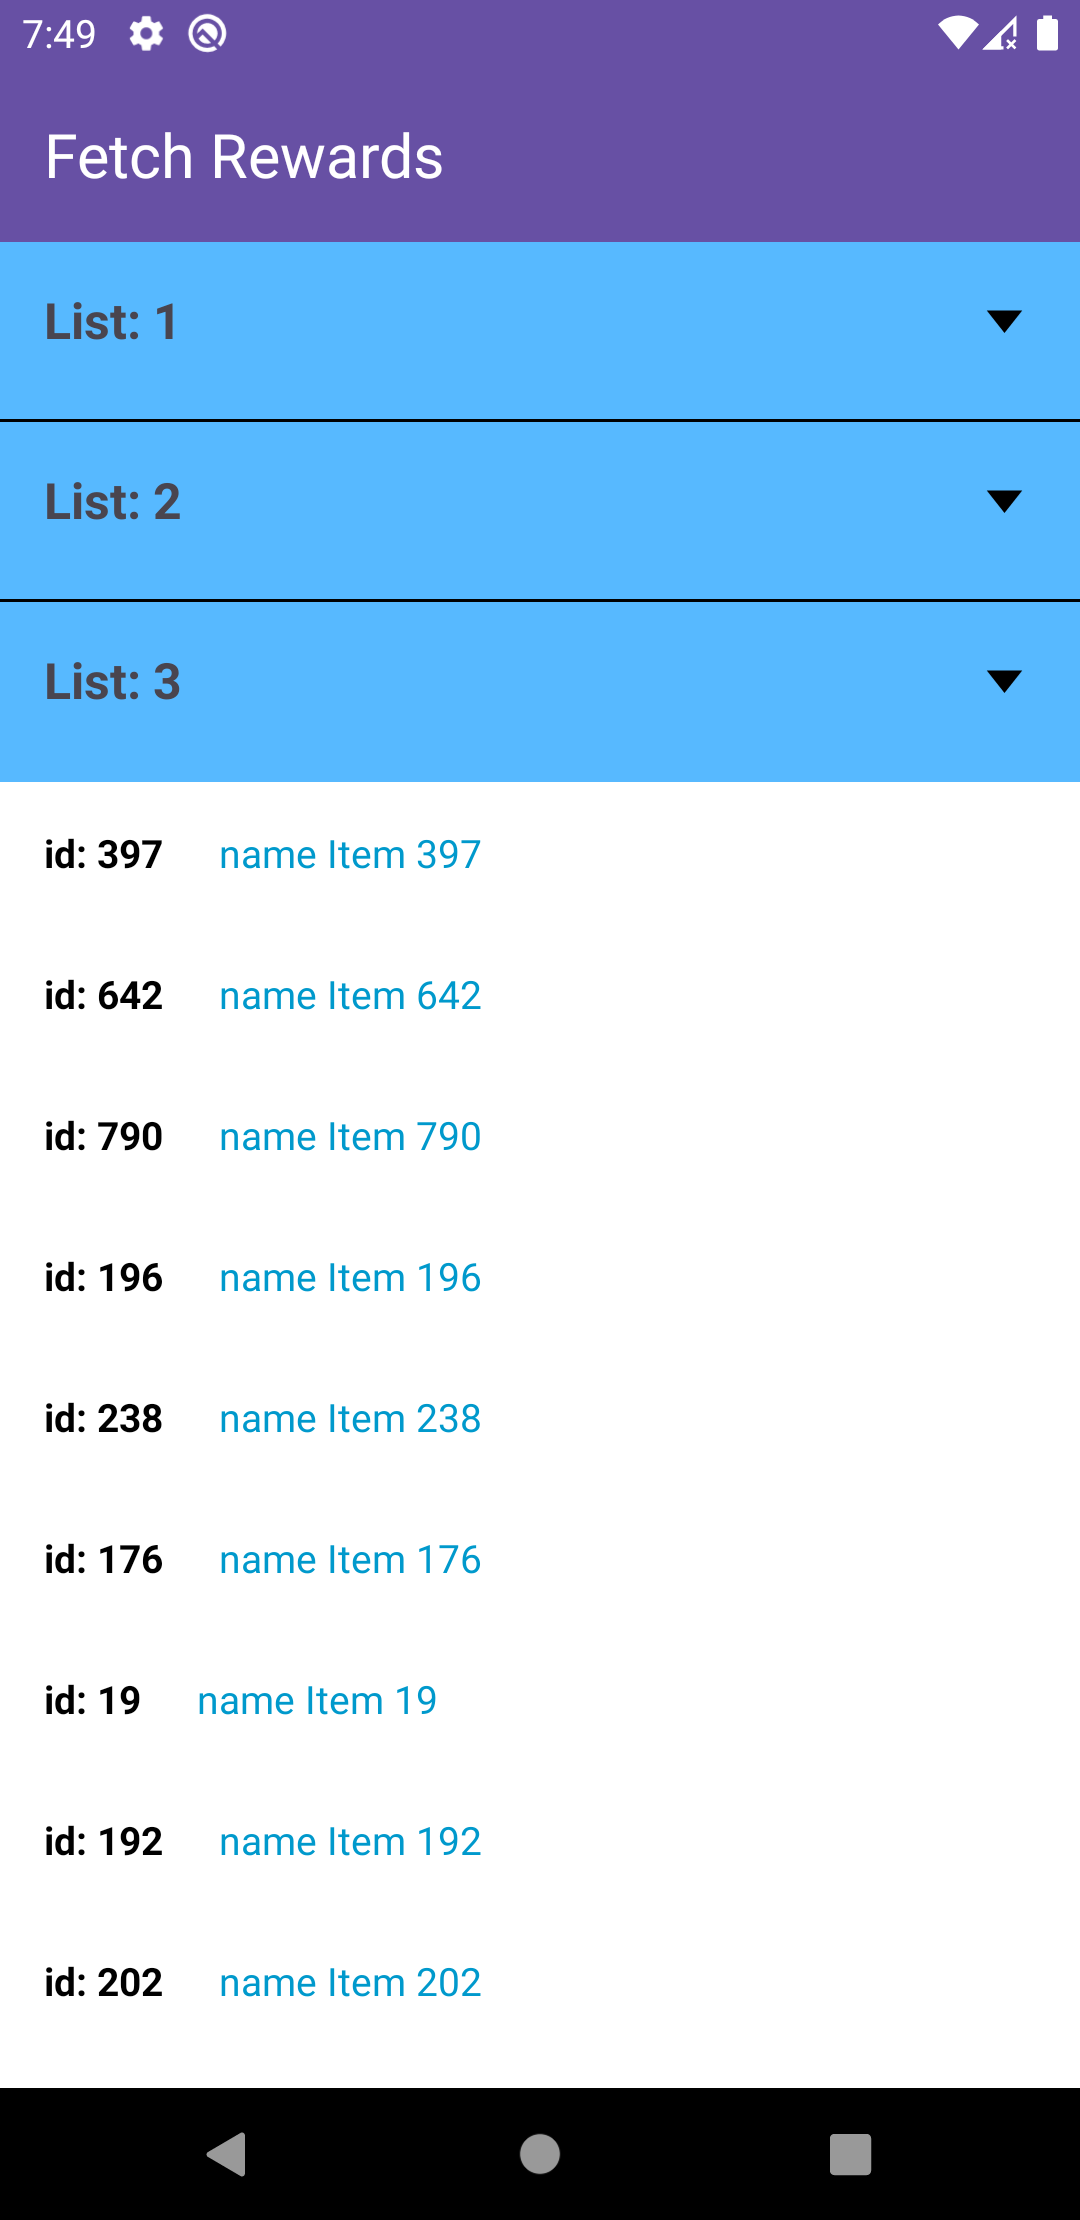 7:49
Fetch Rewards
List: 1
List: 2
List: 3
id: 397 name Item 397
id: 642 name Item 642
id: 790 name Item 790
id: 196 name Item 196
id: 238 name Item 238
id: 176 name Item 176
id: 19 name Item 19
id: 192 name Item 192
id: 202 name Item 202